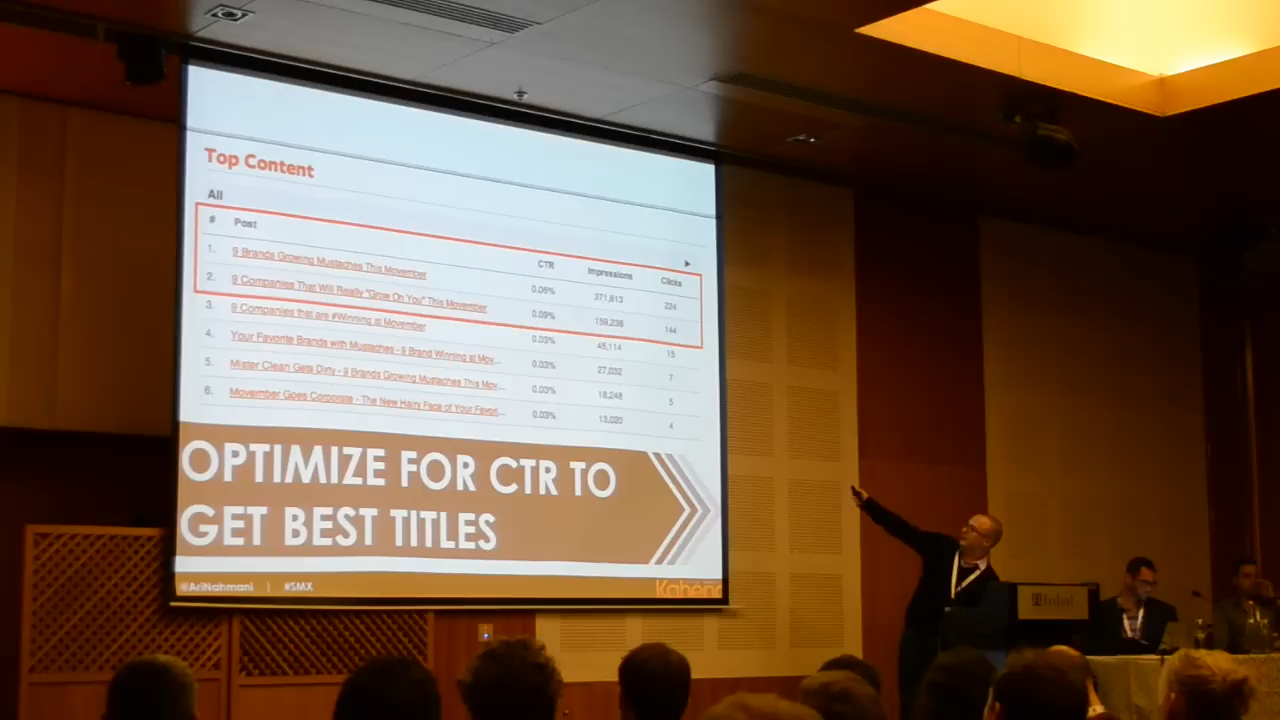 Top Content
All
# Post CTR Impressions Clicks
1. 9 Brands Growing Mustaches This Movember 0.06% 371,613 224
2. 9 Companies That Will Really "Grow On You" This Movember 0.09% 159,236 144
3. 9 Companies that are #Winning at Movember 0.03% 45,114 15
4. Your Favorite Brands with Mustaches - 9 Brand Winning at Mov... 0.03% 27,032 7
5. Mister Clean Gets Dirty - 9 Brands Growing Mustaches This Mov... 0.03% 18,248 5
6. Movember Goes Corporate - The New Hairy Face of Your Favori... 0.03% 13,020 4
OPTIMIZE FOR CTR TO
GET BEST TITLES
@AriNahmani | #SMX